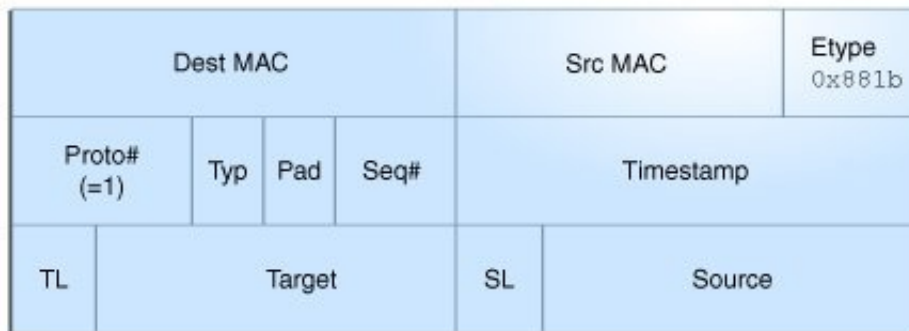 Dest MAC
Src MAC
Etype
0x881b
Proto#
(=1)
Typ
Pad
Seq#
Timestamp
TL
Target
SL
Source